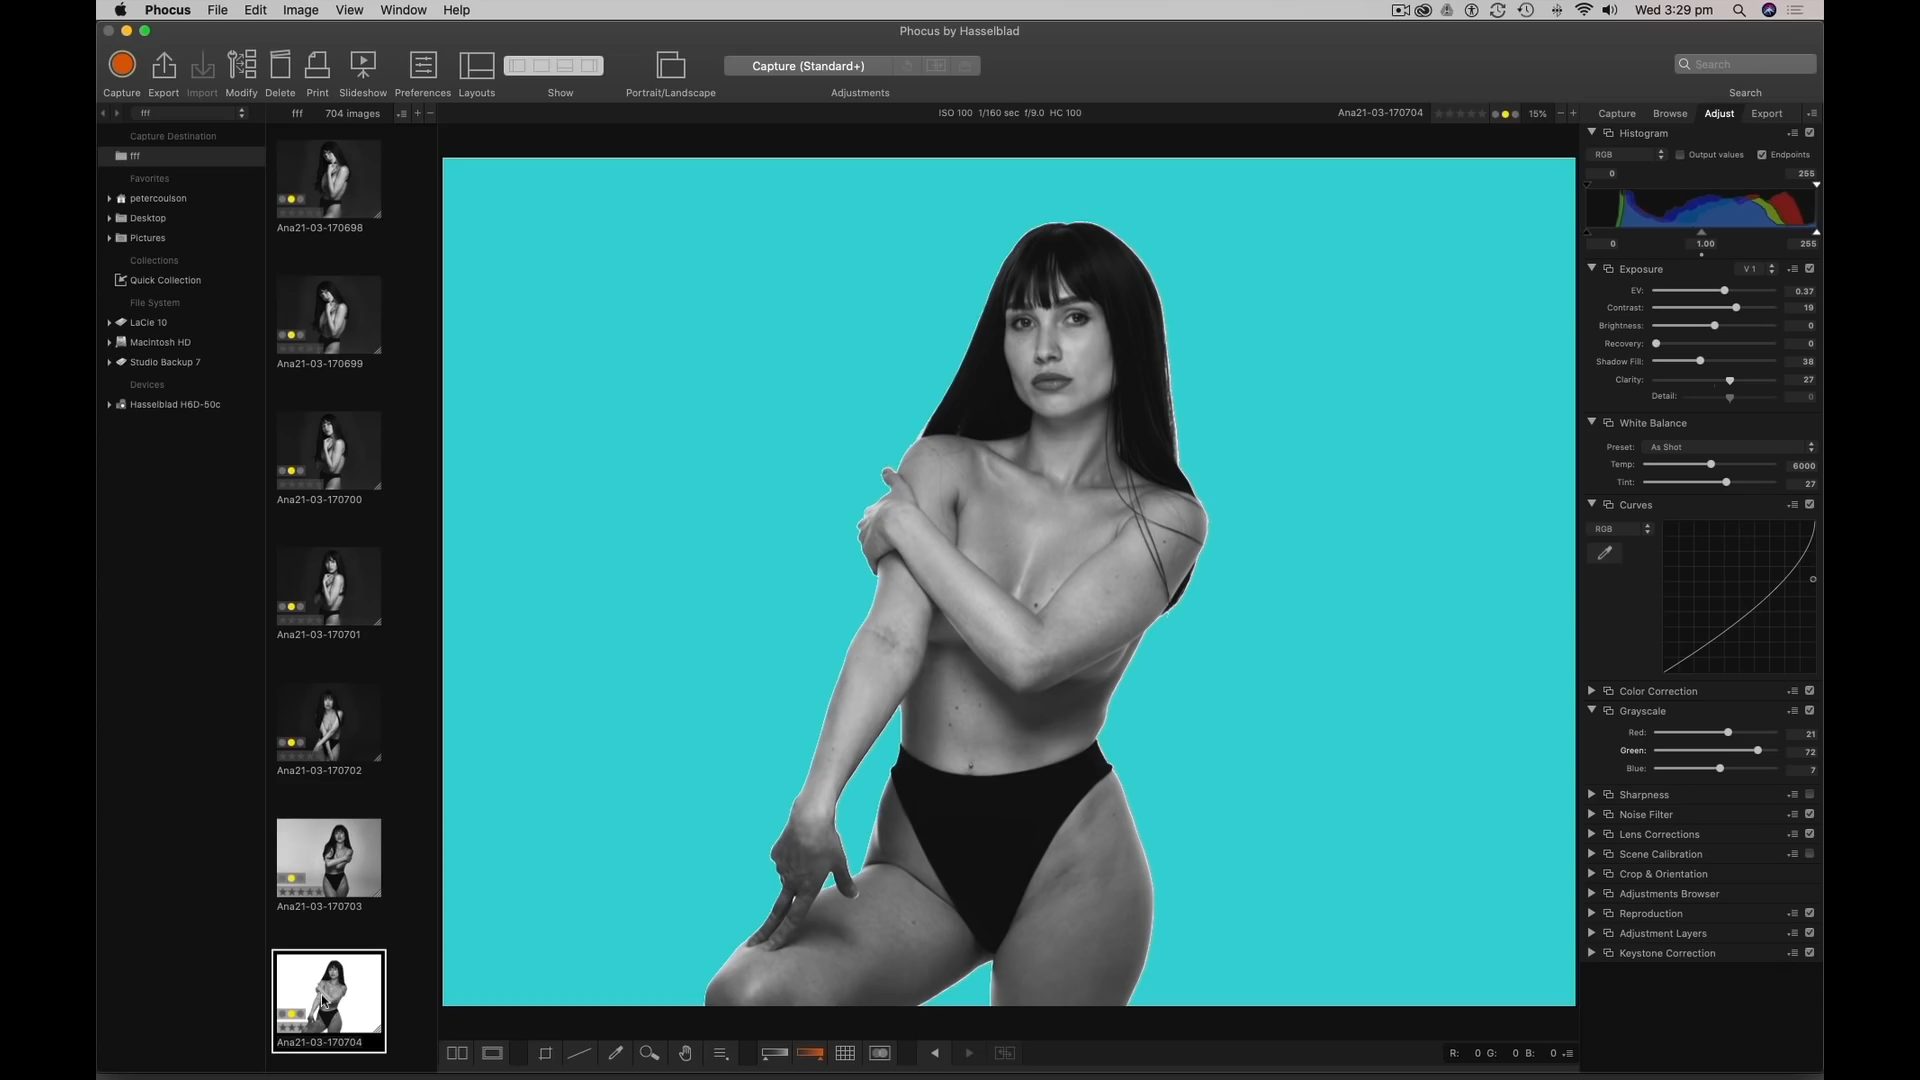 Phocus File Edit Image View Window Help Wed 3:29 pm
Phocus by Hasselblad
Capture (Standard+) Search
Capture Export Import Modify Delete Print Slideshow Preferences Layouts Show Portrait/Landscape Adjustments Search
fff fff 704 images ISO 100 1/160 sec f/9.0 HC 100 Ana21-03-170704 15% Capture Browse Adjust Export
Capture Destination
fff
Favorites
petercoulson
Desktop
Pictures
Collections
Quick Collection
File System
LaCie 10
Macintosh HD
Studio Backup 7
Devices
Hasselblad H6D-50c
Ana21-03-170698
Ana21-03-170699
Ana21-03-170700
Ana21-03-170701
Ana21-03-170702
Ana21-03-170703
Ana21-03-170704
Histogram
RGB Output values Endpoints
0 255
0 1.00 255
Exposure V 1
EV: 0.37
Contrast: 19
Brightness: 0
Recovery: 0
Shadow Fill: 38
Clarity: 27
Detail: 0
White Balance
Preset: As Shot
Temp: 6000
Tint: 27
Curves
RGB
Color Correction
Grayscale
Red: 21
Green: 72
Blue: 7
Sharpness
Noise Filter
Lens Corrections
Scene Calibration
Crop & Orientation
Adjustments Browser
Reproduction
Adjustment Layers
Keystone Correction
R: 0 G: 0 B: 0